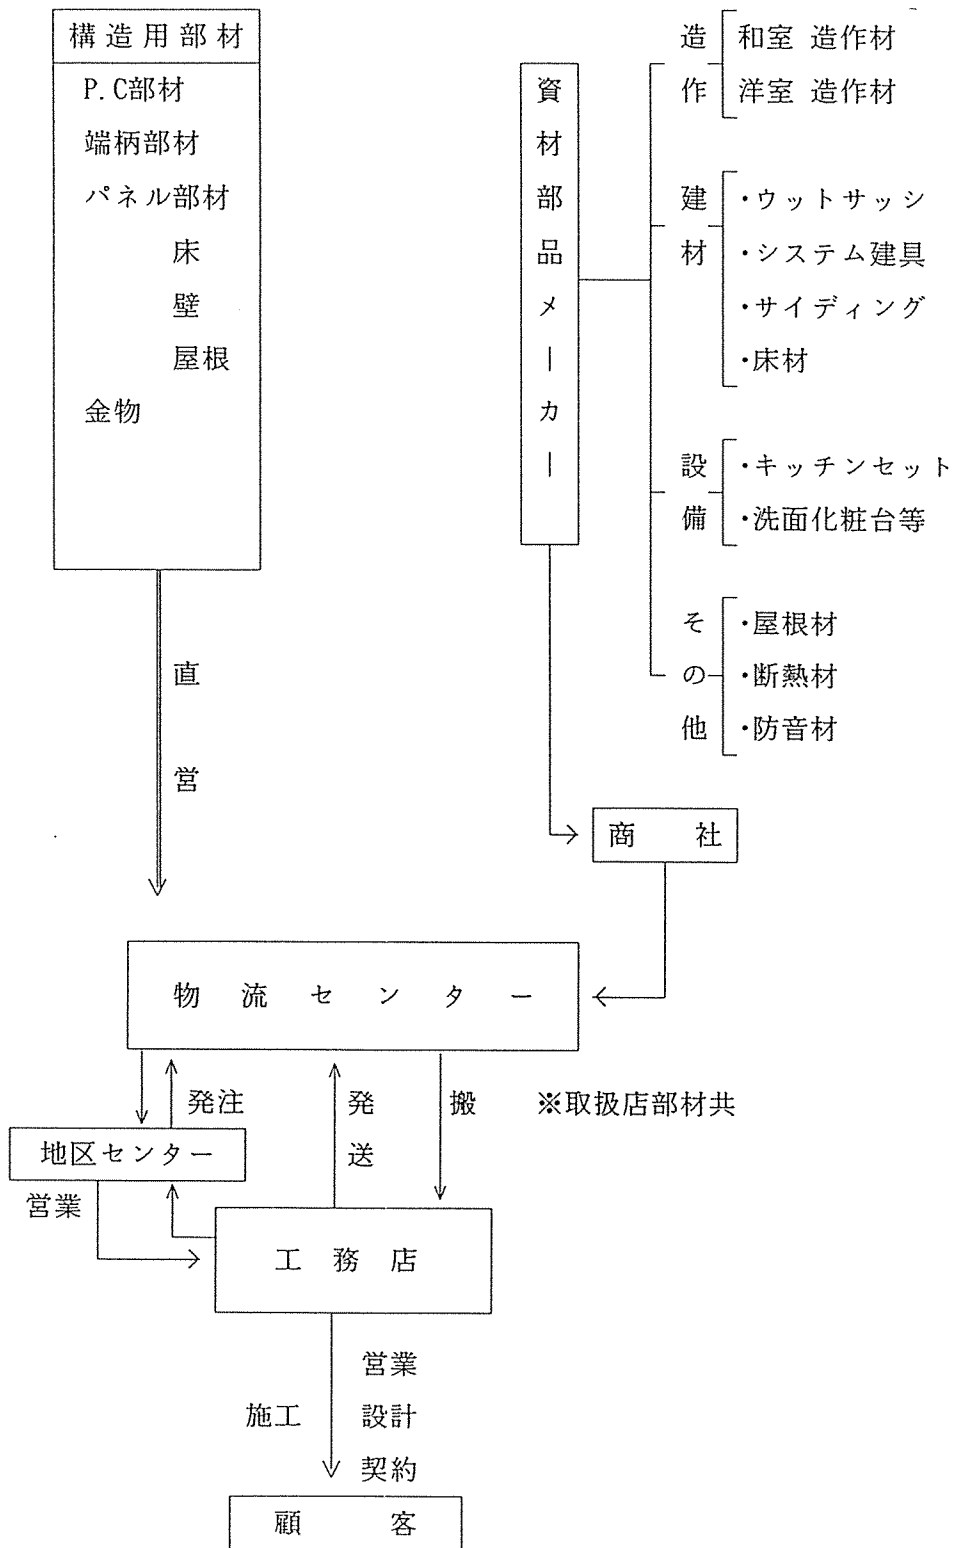 構造用部材
P.C部材
端柄部材
パネル部材
床
壁
屋根
金物
直営
資材部品メーカー
造作
和室 造作材
洋室 造作材
建材
・ウットサッシ
・システム建具
・サイディング
・床材
設備
・キッチンセット
・洗面化粧台等
その他
・屋根材
・断熱材
・防音材
商社
物流センター
発注
発送
搬
※取扱店部材共
地区センター
営業
工務店
施工
営業
設計
契約
顧客